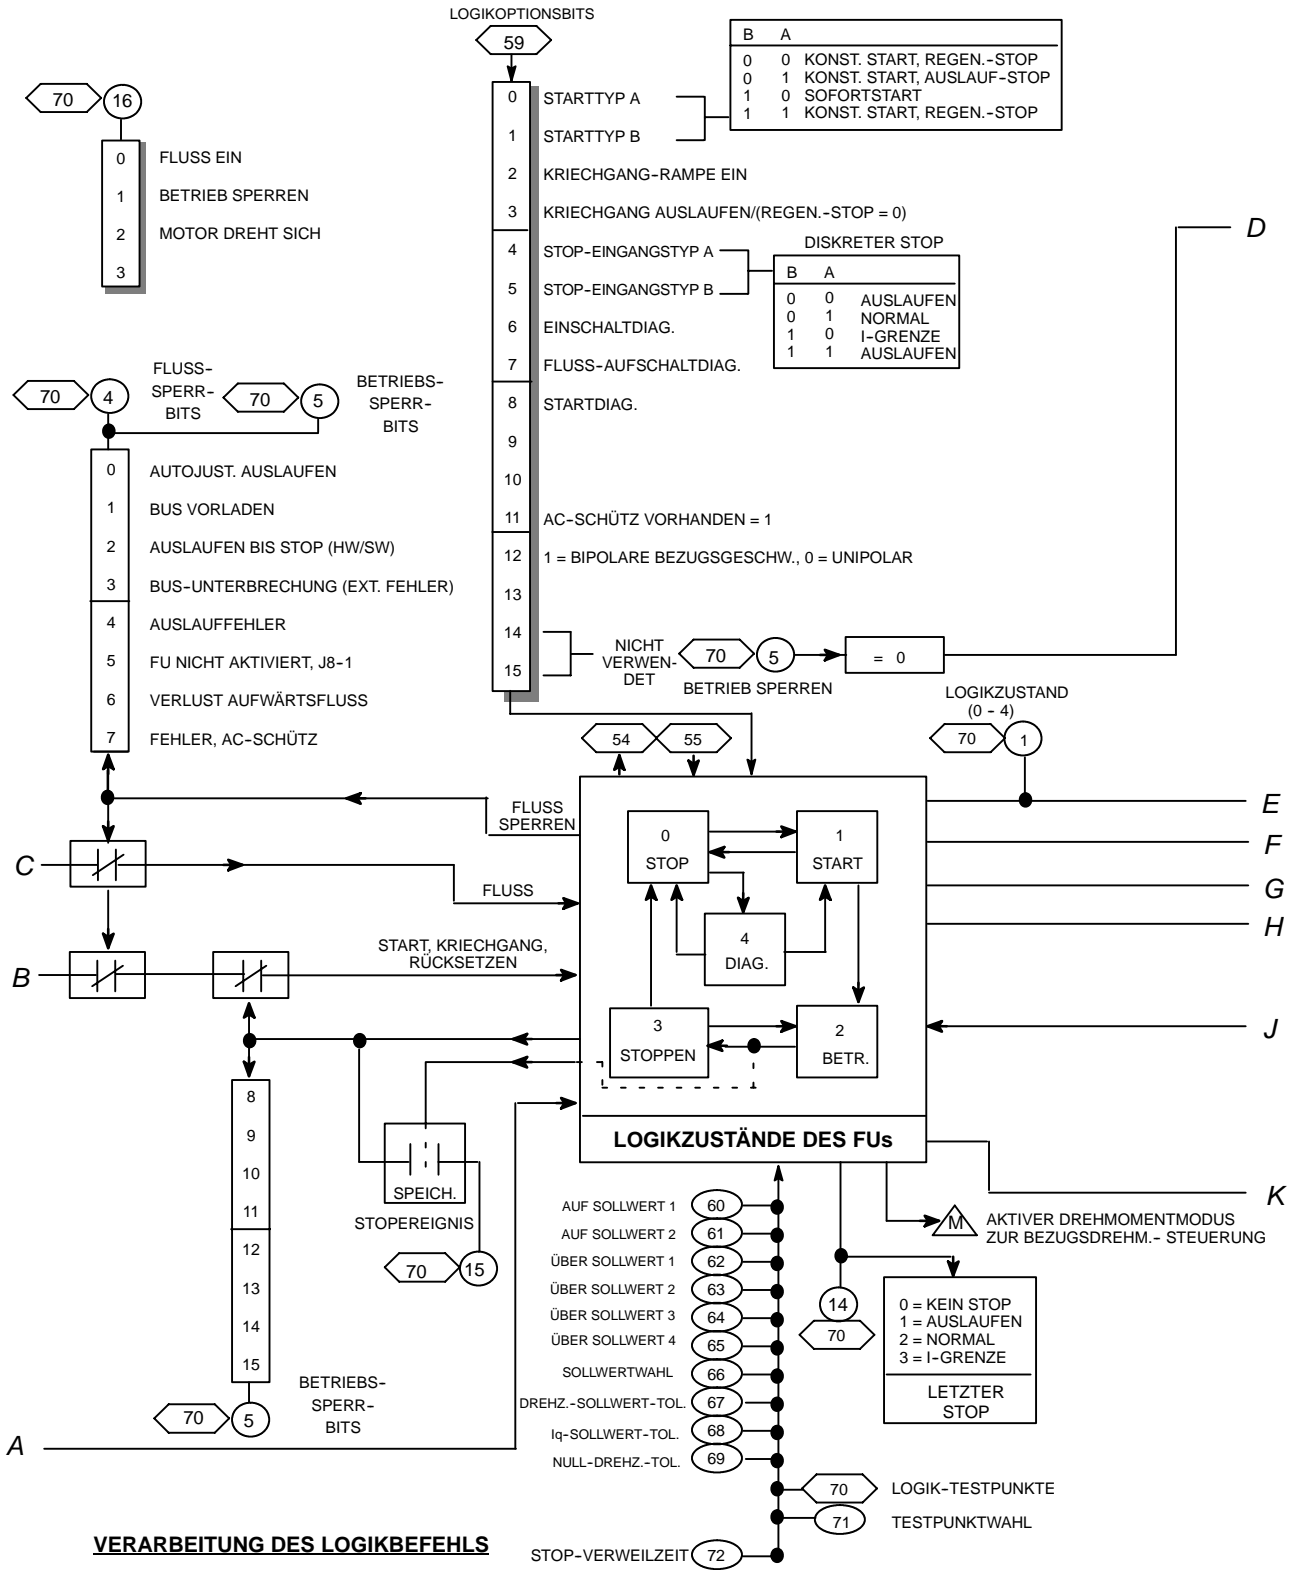 LOGIKOPTIONSBITS
59
B A
0 0 KONST. START, REGEN.-STOP
0 1 KONST. START, AUSLAUF-STOP
1 0 SOFORTSTART
1 1 KONST. START, REGEN.-STOP
70 16
0 FLUSS EIN
1 BETRIEB SPERREN
2 MOTOR DREHT SICH
3
0 STARTTYP A
1 STARTTYP B
2 KRIECHGANG-RAMPE EIN
3 KRIECHGANG AUSLAUFEN/(REGEN.-STOP = 0)
4 STOP-EINGANGSTYP A
5 STOP-EINGANGSTYP B
6 EINSCHALTDIAG.
7 FLUSS-AUFSCHALTDIAG.
8 STARTDIAG.
9
10
11 AC-SCHÜTZ VORHANDEN = 1
12 1 = BIPOLARE BEZUGSGESCHW., 0 = UNIPOLAR
13
14
15
NICHT
VERWEN-
DET
DISKRETER STOP
B A
0 0 AUSLAUFEN
0 1 NORMAL
1 0 I-GRENZE
1 1 AUSLAUFEN
D
70 4
FLUSS-
SPERR-
BITS
70 5
BETRIEBS-
SPERR-
BITS
0 AUTOJUST. AUSLAUFEN
1 BUS VORLADEN
2 AUSLAUFEN BIS STOP (HW/SW)
3 BUS-UNTERBRECHUNG (EXT. FEHLER)
4 AUSLAUFFEHLER
5 FU NICHT AKTIVIERT, J8-1
6 VERLUST AUFWÄRTSFLUSS
7 FEHLER, AC-SCHÜTZ
70 5
BETRIEB SPERREN
= 0
LOGIKZUSTAND
(0 - 4)
70 1
54 55
FLUSS
SPERREN
0
STOP
1
START
4
DIAG.
3
STOPPEN
2
BETR.
E
F
G
H
J
K
C
FLUSS
B
START, KRIECHGANG,
RÜCKSETZEN
LOGIKZUSTÄNDE DES FUs
8
9
10
11
12
13
14
15
SPEICH.
STOPEREIGNIS
70 15
70 5
BETRIEBS-
SPERR-
BITS
A
AUF SOLLWERT 1 60
AUF SOLLWERT 2 61
ÜBER SOLLWERT 1 62
ÜBER SOLLWERT 2 63
ÜBER SOLLWERT 3 64
ÜBER SOLLWERT 4 65
SOLLWERTWAHL 66
DREHZ.-SOLLWERT-TOL. 67
Iq-SOLLWERT-TOL. 68
NULL-DREHZ.-TOL. 69
70 LOGIK-TESTPUNKTE
71 TESTPUNKTWAHL
STOP-VERWEILZEIT 72
M AKTIVER DREHMOMENTMODUS
ZUR BEZUGSDREHM.- STEUERUNG
14
70
0 = KEIN STOP
1 = AUSLAUFEN
2 = NORMAL
3 = I-GRENZE
LETZTER
STOP
VERARBEITUNG DES LOGIKBEFEHLS